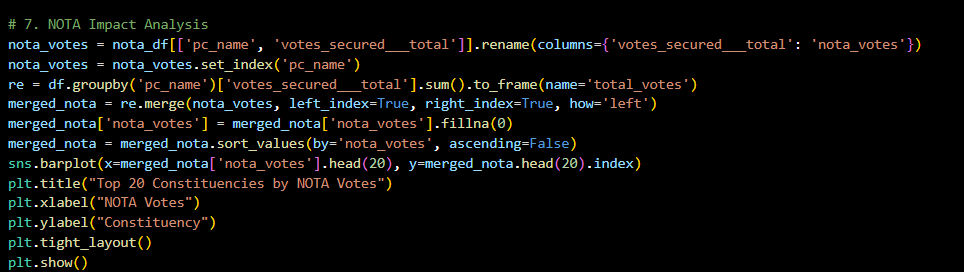 # 7. NOTA Impact Analysis
nota_votes = nota_df[['pc_name', 'votes_secured___total']].rename(columns={'votes_secured___total': 'nota_votes'})
nota_votes = nota_votes.set_index('pc_name')
re = df.groupby('pc_name')['votes_secured___total'].sum().to_frame(name='total_votes')
merged_nota = re.merge(nota_votes, left_index=True, right_index=True, how='left')
merged_nota['nota_votes'] = merged_nota['nota_votes'].fillna(0)
merged_nota = merged_nota.sort_values(by='nota_votes', ascending=False)
sns.barplot(x=merged_nota['nota_votes'].head(20), y=merged_nota.head(20).index)
plt.title("Top 20 Constituencies by NOTA Votes")
plt.xlabel("NOTA Votes")
plt.ylabel("Constituency")
plt.tight_layout()
plt.show()